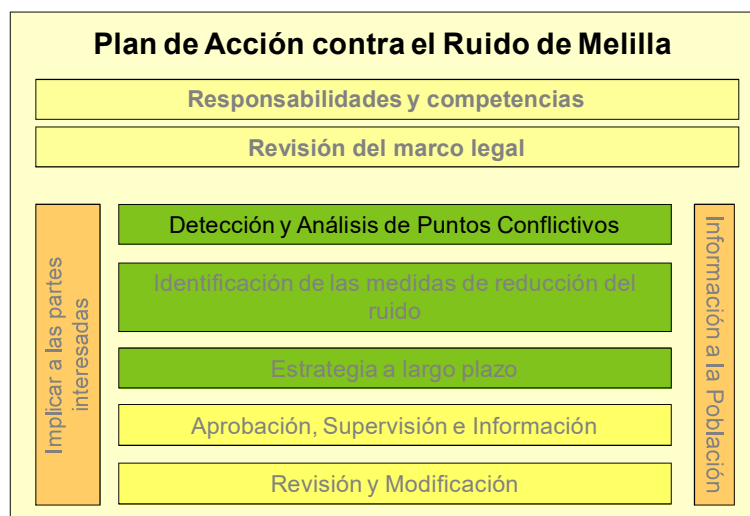 Plan de Acción contra el Ruido de Melilla
Responsabilidades y competencias
Revisión del marco legal
Implicar a las partes
interesadas
Detección y Análisis de Puntos Conflictivos
Identificación de las medidas de reducción del
ruido
Estrategia a largo plazo
Aprobación, Supervisión e Información
Revisión y Modificación
Información a la Población